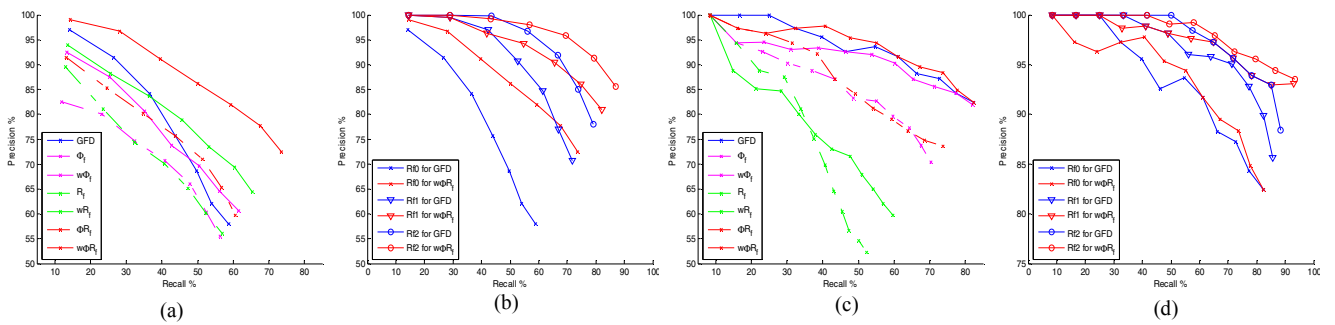 Precision %
100
95
90
85
80
75
70
65
60
55
50
GFD
Φf
wΦf
Rf
wRf
ΦRf
wΦRf
10 20 30 40 50 60 70 80
Recall %
(a)
Precision %
100
95
90
85
80
75
70
65
60
55
50
Rf0 for GFD
Rf0 for wΦRf
Rf1 for GFD
Rf1 for wΦRf
Rf2 for GFD
Rf2 for wΦRf
0 10 20 30 40 50 60 70 80 90 100
Recall %
(b)
Precision %
100
95
90
85
80
75
70
65
60
55
50
GFD
Φf
wΦf
Rf
wRf
ΦRf
wΦRf
10 20 30 40 50 60 70 80
Recall %
(c)
Precision %
100
95
90
85
80
75
Rf0 for GFD
Rf0 for wΦRf
Rf1 for GFD
Rf1 for wΦRf
Rf2 for GFD
Rf2 for wΦRf
0 10 20 30 40 50 60 70 80 90 100
Recall %
(d)